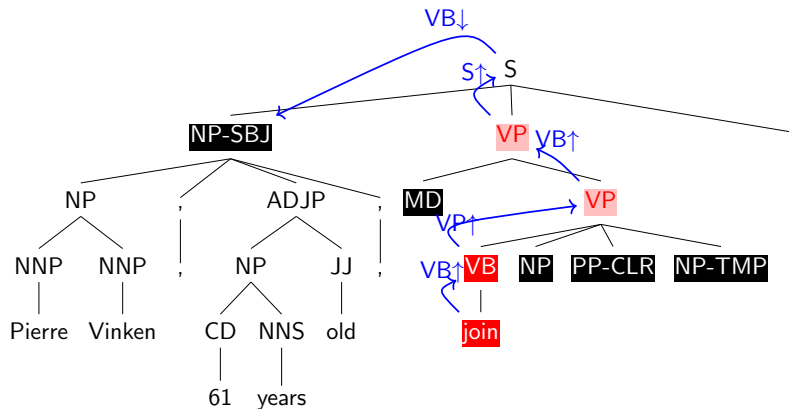 VB↓
S↑ S
NP-SBJ VP VB↑
NP , ADJP , MD VP
VP↑
NNP NNP , NP JJ , VB↑ VB NP PP-CLR NP-TMP
Pierre Vinken CD NNS old join
61 years